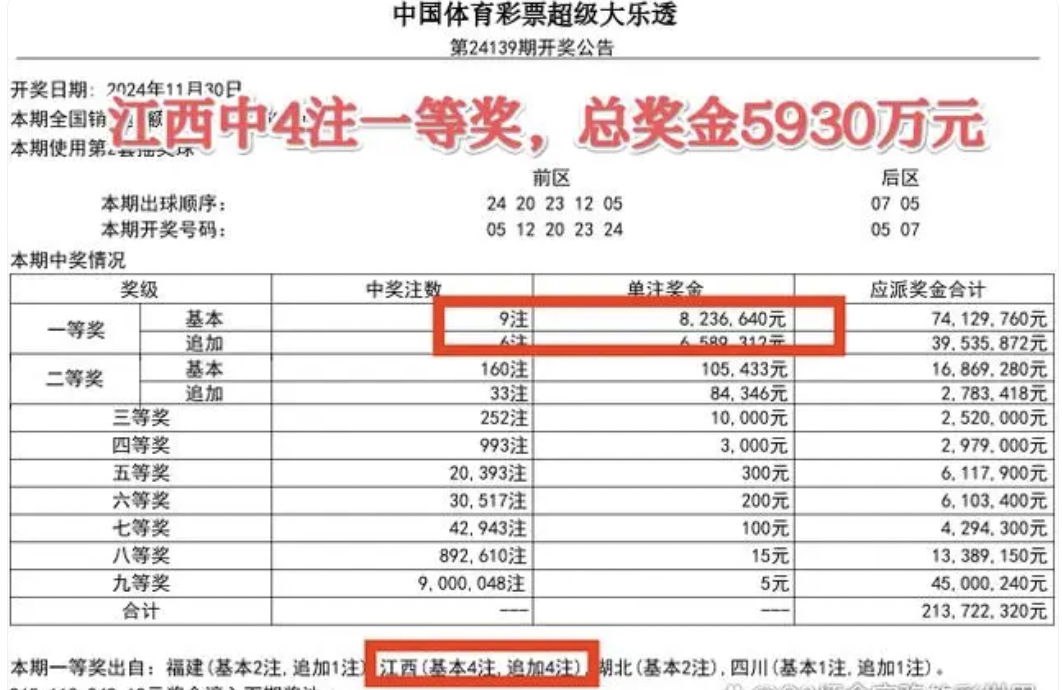 中国体育彩票超级大乐透
第24139期开奖公告
开奖日期：2024年11月30日
本期全国销 额
江西中4注一等奖，总奖金5930万元
本期使用第2套摇奖球
前区 后区
本期出球顺序： 24 20 23 12 05 07 05
本期开奖号码： 05 12 20 23 24 05 07
本期中奖情况
奖级 中奖注数 单注奖金 应派奖金合计
一等奖 基本 9注 8,236,640元 74,129,760元
追加 6注 6,589,312元 39,535,872元
二等奖 基本 160注 105,433元 16,869,280元
追加 33注 84,346元 2,783,418元
三等奖 252注 10,000元 2,520,000元
四等奖 993注 3,000元 2,979,000元
五等奖 20,393注 300元 6,117,900元
六等奖 30,517注 200元 6,103,400元
七等奖 42,943注 100元 4,294,300元
八等奖 892,610注 15元 13,389,150元
九等奖 9,000,048注 5元 45,000,240元
合计 --- --- 213,722,320元
本期一等奖出自：福建(基本2注,追加1注) 江西(基本4注,追加4注),湖北(基本2注),四川(基本1注,追加1注)。